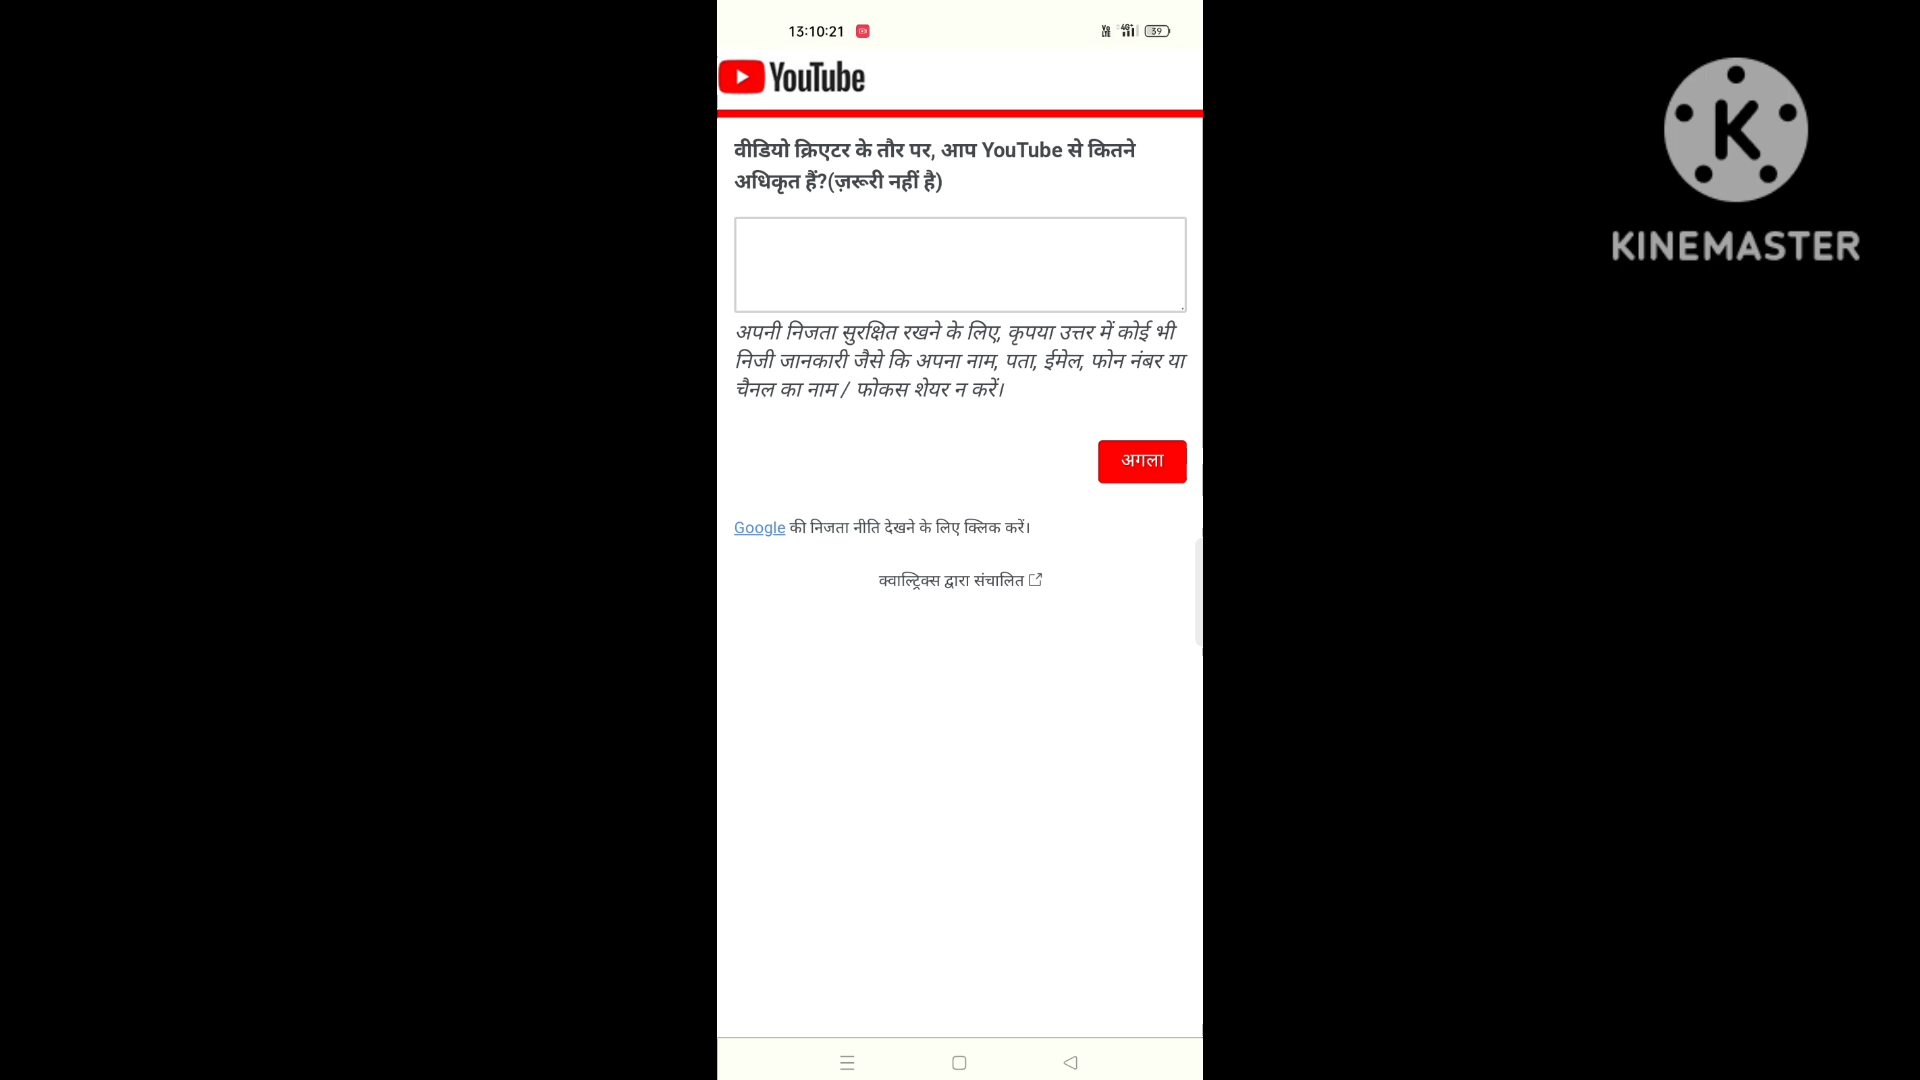 13:10:21
39
YouTube
वीडियो क्रिएटर के तौर पर, आप YouTube से कितने
अधिकृत हैं?(ज़रूरी नहीं है)
अपनी निजता सुरक्षित रखने के लिए, कृपया उत्तर में कोई भी
निजी जानकारी जैसे कि अपना नाम, पता, ईमेल, फोन नंबर या
चैनल का नाम / फोकस शेयर न करें।
अगला
Google की निजता नीति देखने के लिए क्लिक करें।
क्वाल्ट्रिक्स द्वारा संचालित
K
KINEMASTER